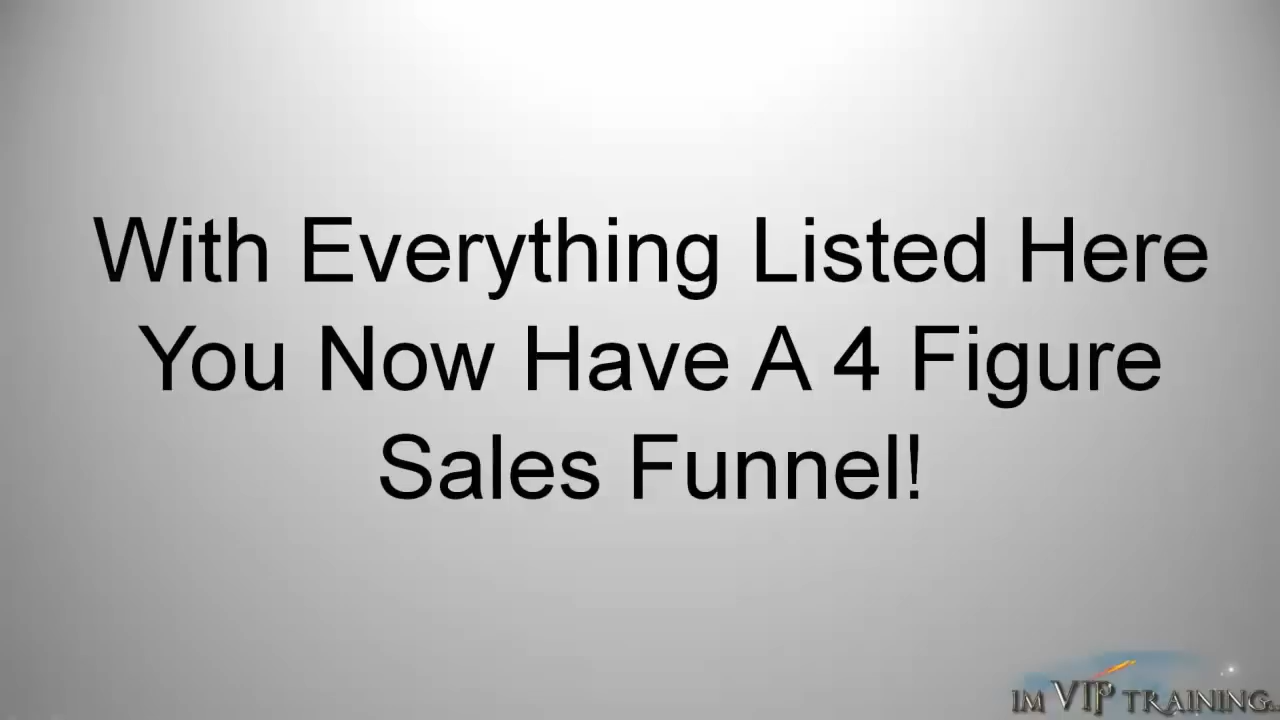 With Everything Listed Here
You Now Have A 4 Figure
Sales Funnel!
IM VIP TRAINING